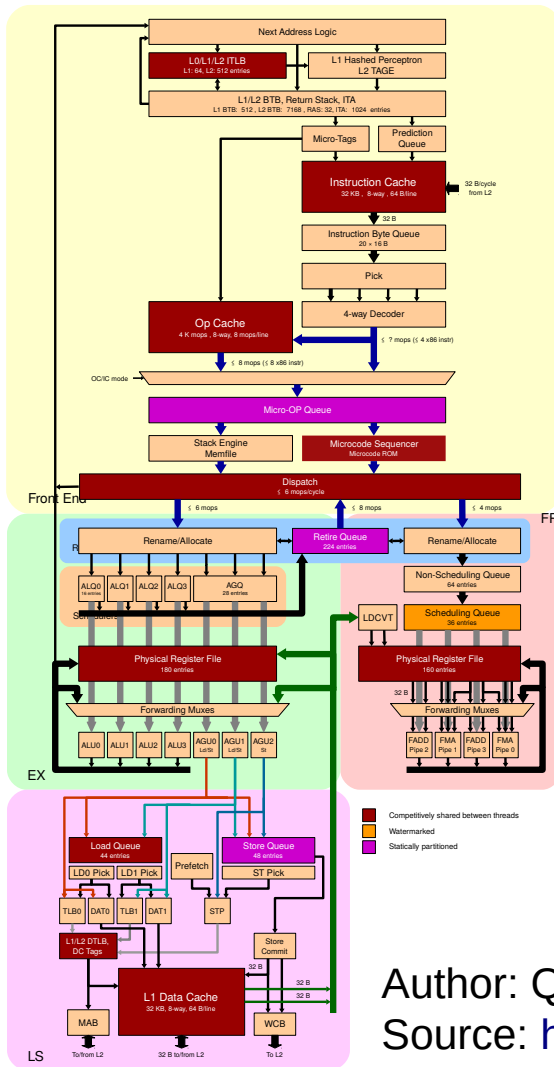 Next Address Logic
L0/L1/L2 ITLB
L1: 64, L2: 512 entries
L1 Hashed Perceptron
L2 TAGE
L1/L2 BTB, Return Stack, ITA
L1 BTB: 512 , L2 BTB: 7168 , RAS: 32, ITA: 1024 entries
Micro-Tags
Prediction
Queue
Instruction Cache
32 KB , 8-way, 64 B/line
32 B/cycle
from L2
32 B
Instruction Byte Queue
20 × 16 B
Pick
Op Cache
4 K mops , 8-way, 8 mops/line
4-way Decoder
≤ 8 mops (≤ 8 x86 instr)
≤ ? mops (≤ 4 x86 instr)
OC/IC mode
Micro-OP Queue
Stack Engine
Memfile
Microcode Sequencer
Microcode ROM
Dispatch
≤ 6 mops/cycle
Front End
≤ 6 mops
≤ 8 mops
≤ 4 mops
FP
Rename/Allocate
Retire Queue
224 entries
Rename/Allocate
R
ALQ0
16 entries
ALQ1
ALQ2
ALQ3
AGQ
28 entries
Schedulers
Non-Scheduling Queue
64 entries
LDCVT
Scheduling Queue
36 entries
Physical Register File
180 entries
Physical Register File
160 entries
32 B
Forwarding Muxes
Forwarding Muxes
ALU0
ALU1
ALU2
ALU3
AGU0
Ld/St
AGU1
Ld/St
AGU2
St
FADD
Pipe 2
FMA
Pipe 1
FADD
Pipe 3
FMA
Pipe 0
EX
Competitively shared between threads
Watermarked
Statically partitioned
Load Queue
44 entries
Store Queue
48 entries
LD0 Pick
LD1 Pick
Prefetch
ST Pick
TLB0
DAT0
TLB1
DAT1
STP
L1/L2 DTLB,
DC Tags
Store
Commit
32 B
L1 Data Cache
32 KB, 8-way, 64 B/line
32 B
32 B
MAB
WCB
To/from L2
32 B to/from L2
To L2
LS
Author: Q
Source: h